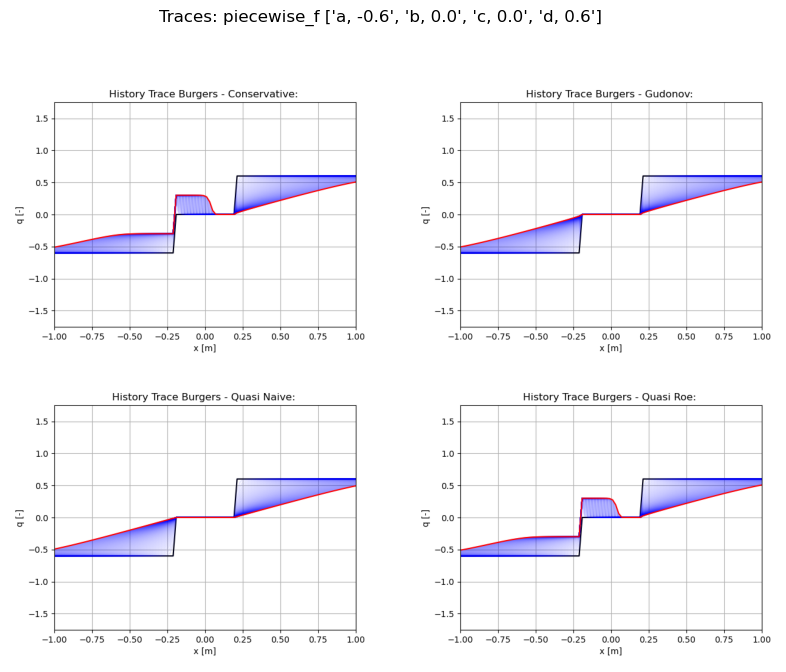 Traces: piecewise_f ['a, -0.6', 'b, 0.0', 'c, 0.0', 'd, 0.6']
History Trace Burgers - Conservative:
1.5
1.0
0.5
0.0
−0.5
−1.0
−1.5
q [-]
−1.00 −0.75 −0.50 −0.25 0.00 0.25 0.50 0.75 1.00
x [m]
History Trace Burgers - Gudonov:
1.5
1.0
0.5
0.0
−0.5
−1.0
−1.5
q [-]
−1.00 −0.75 −0.50 −0.25 0.00 0.25 0.50 0.75 1.00
x [m]
History Trace Burgers - Quasi Naive:
1.5
1.0
0.5
0.0
−0.5
−1.0
−1.5
q [-]
−1.00 −0.75 −0.50 −0.25 0.00 0.25 0.50 0.75 1.00
x [m]
History Trace Burgers - Quasi Roe:
1.5
1.0
0.5
0.0
−0.5
−1.0
−1.5
q [-]
−1.00 −0.75 −0.50 −0.25 0.00 0.25 0.50 0.75 1.00
x [m]